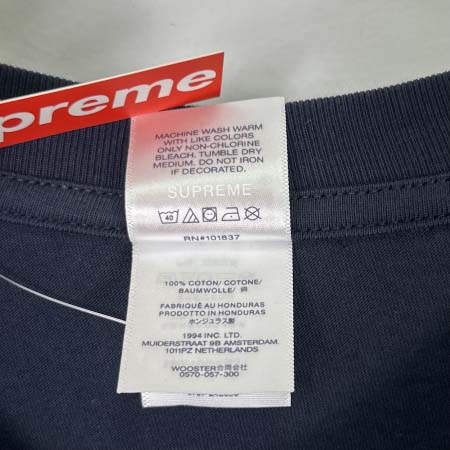 preme
MACHINE WASH WARM
WITH LIKE COLORS
ONLY NON-CHLORINE
BLEACH. TUMBLE DRY
MEDIUM. DO NOT IRON
IF DECORATED.
SUPREME
40
RN#101837
100% COTON/ COTONE/
BAUMWOLLE/ 綿
FABRIQUÉ AU HONDURAS
PRODOTTO IN HONDURAS
ホンジュラス製
1994 INC. LTD.
MUIDERSTRAAT 9B AMSTERDAM,
1011PZ NETHERLANDS
WOOSTER合同会社
0570-057-300